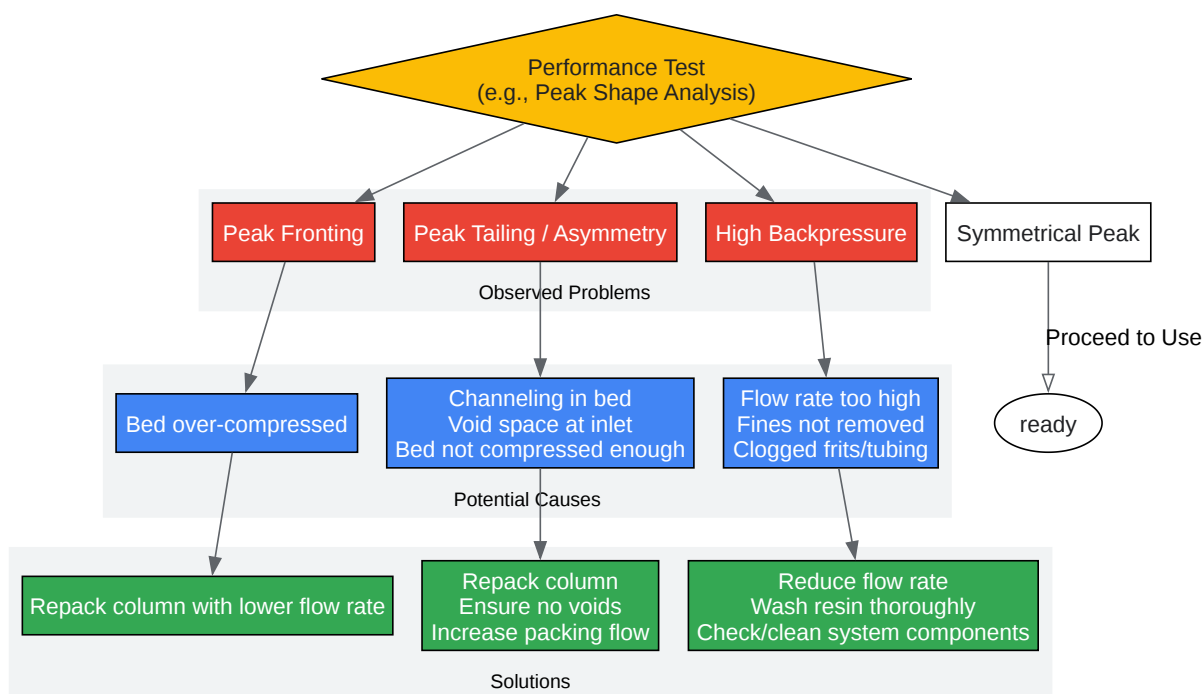 Performance Test
(e.g., Peak Shape Analysis)
Peak Fronting
Peak Tailing / Asymmetry
High Backpressure
Symmetrical Peak
Observed Problems
Proceed to Use
Bed over-compressed
Channeling in bed
Void space at inlet
Bed not compressed enough
Flow rate too high
Fines not removed
Clogged frits/tubing
ready
Potential Causes
Repack column with lower flow rate
Repack column
Ensure no voids
Increase packing flow
Reduce flow rate
Wash resin thoroughly
Check/clean system components
Solutions